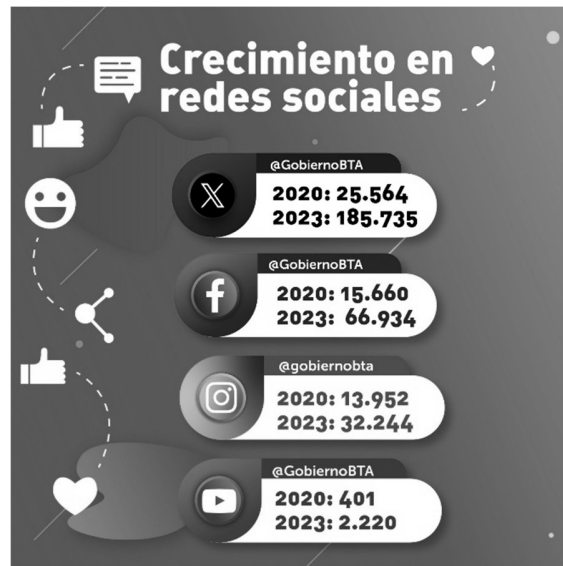 Crecimiento en
redes sociales
@GobiernoBTA
2020: 25.564
2023: 185.735
@GobiernoBTA
2020: 15.660
2023: 66.934
@gobiernobta
2020: 13.952
2023: 32.244
@GobiernoBTA
2020: 401
2023: 2.220